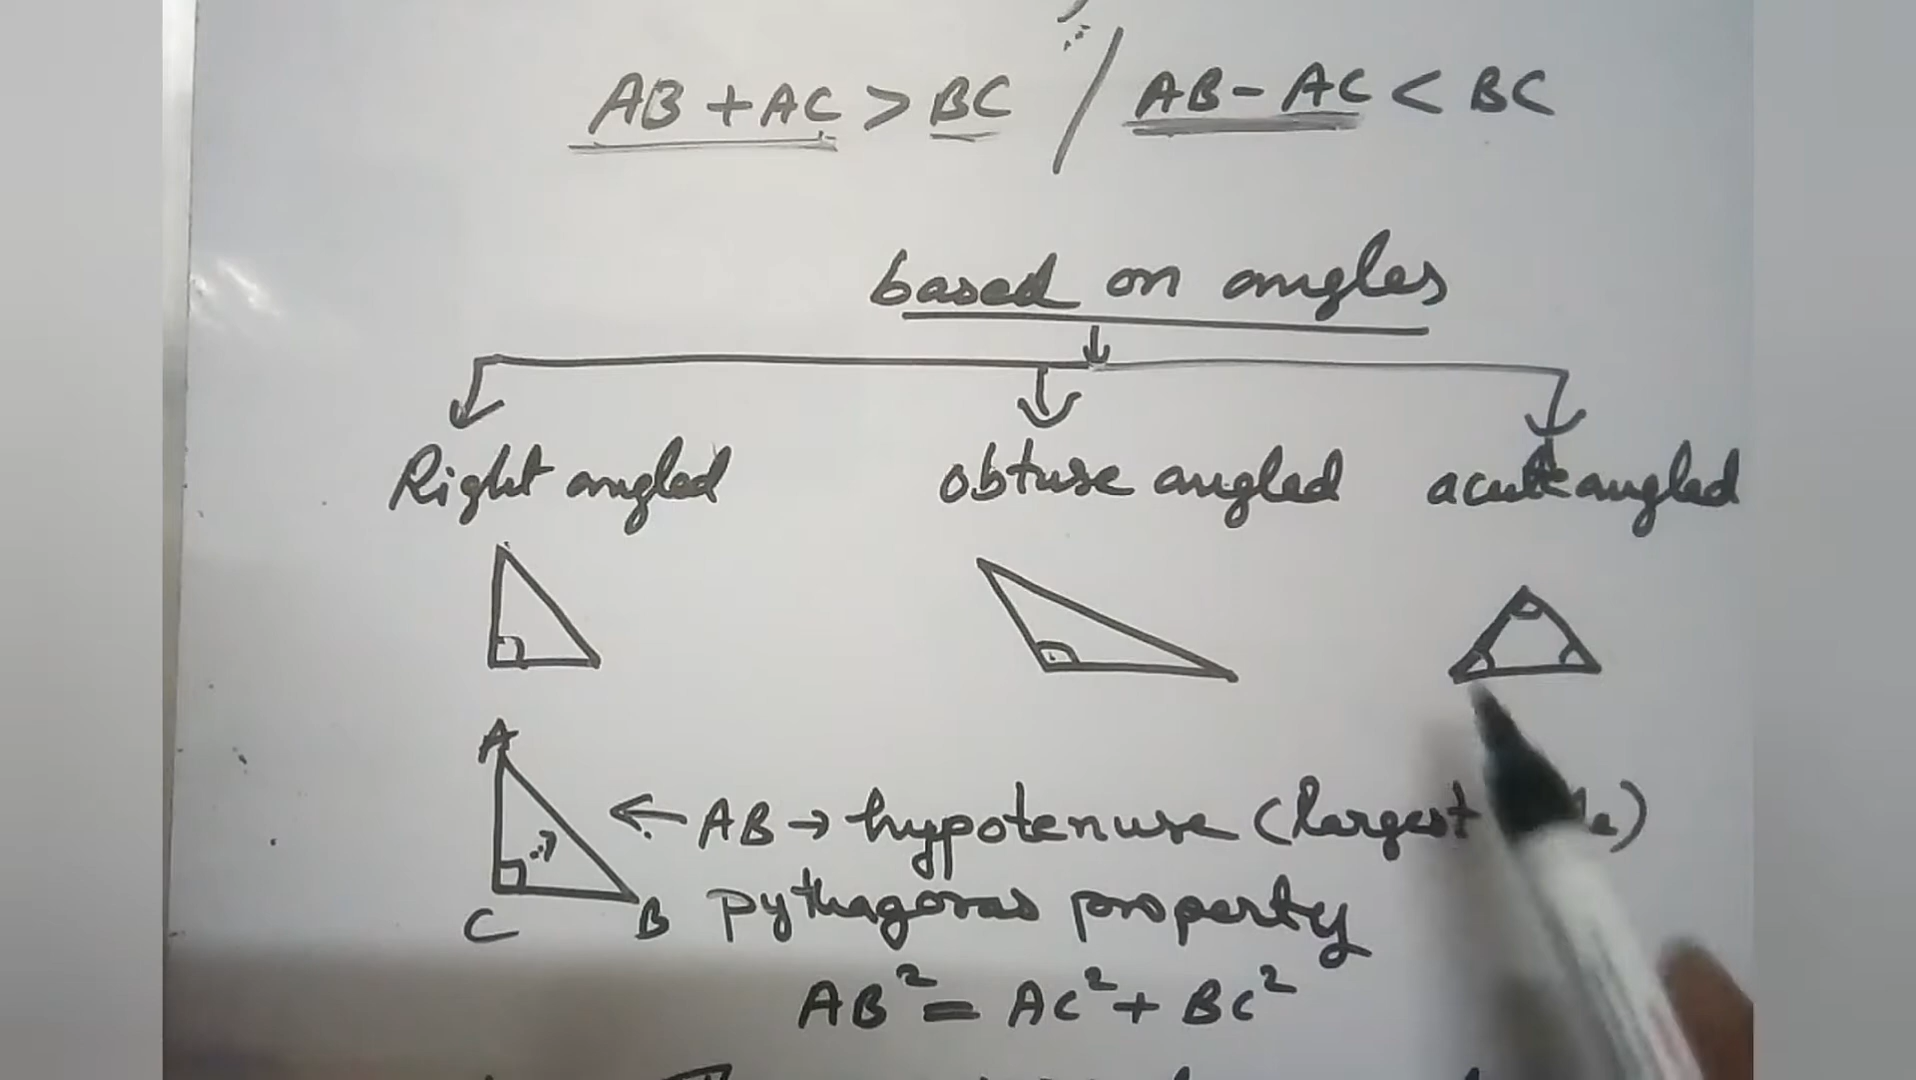 AB + AC > BC / AB - AC < BC
based on angles
Right angled obtuse angled acute angled
A
← AB → hypotenuse (largest
C B pythagoras property
AB² = AC² + BC²